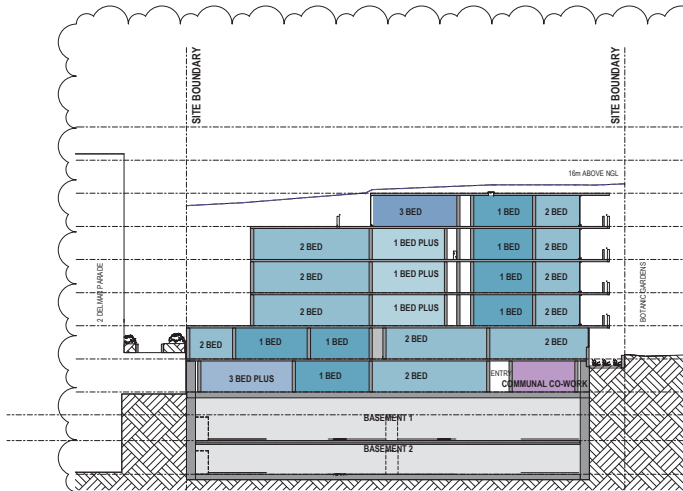 SITE BOUNDARY
SITE BOUNDARY
16m ABOVE NGL
3 BED
1 BED
2 BED
2 BED
1 BED PLUS
1 BED
2 BED
2 BED
1 BED PLUS
1 BED
2 BED
2 BED
1 BED PLUS
1 BED
2 BED
2 DELMAR PARADE
BOTANIC GARDENS
2 BED
1 BED
1 BED
2 BED
2 BED
3 BED PLUS
1 BED
2 BED
ENTRY
COMMUNAL CO-WORK
BASEMENT 1
BASEMENT 2